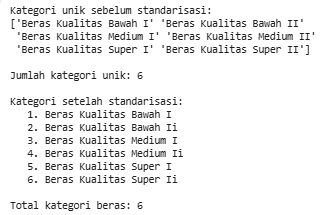 Kategori unik sebelum standarisasi:
['Beras Kualitas Bawah I' 'Beras Kualitas Bawah II'
'Beras Kualitas Medium I' 'Beras Kualitas Medium II'
'Beras Kualitas Super I' 'Beras Kualitas Super II']
Jumlah kategori unik: 6
Kategori setelah standarisasi:
1. Beras Kualitas Bawah I
2. Beras Kualitas Bawah Ii
3. Beras Kualitas Medium I
4. Beras Kualitas Medium Ii
5. Beras Kualitas Super I
6. Beras Kualitas Super Ii
Total kategori beras: 6